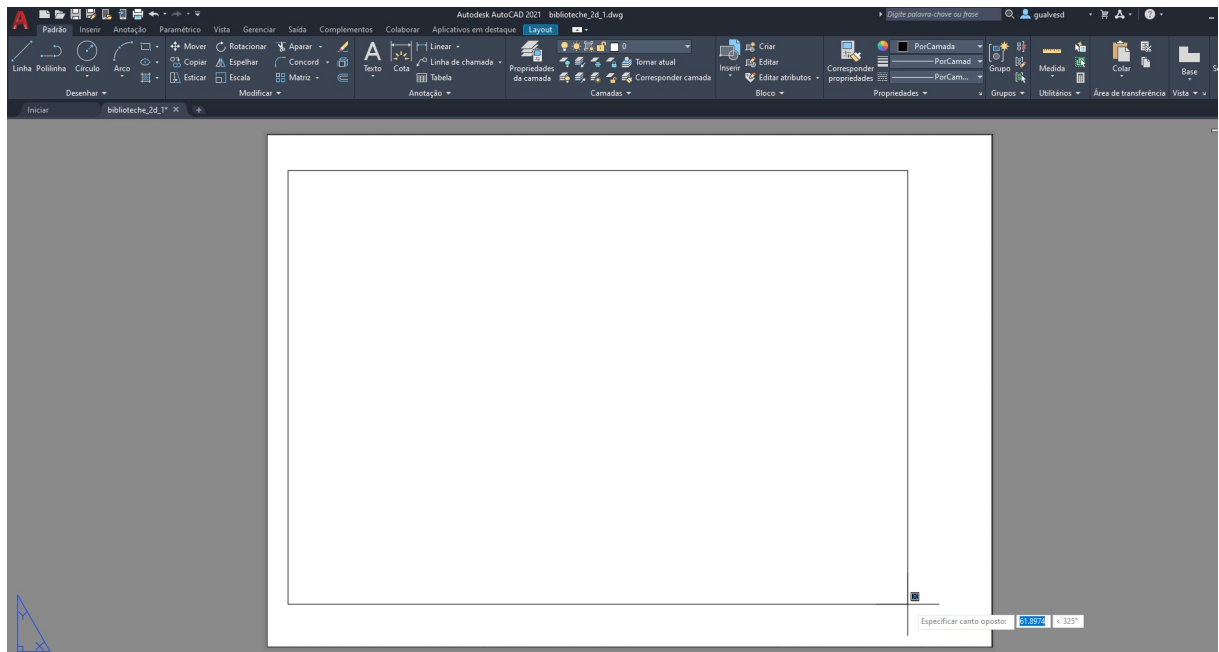 Autodesk AutoCAD 2021 biblioteche_2d_1.dwg
Digite palavra-chave ou frase
gualvesd
Padrão Inserir Anotação Paramétrico Vista Gerenciar Saída Complementos Colaborar Aplicativos em destaque Layout
Linha Polilinha Círculo Arco
Mover Rotacionar Aparar
Copiar Espelhar Concord
Esticar Escala Matriz
Texto Cota
Linear
Linha de chamada
Tabela
Propriedades da camada
0
Tornar atual
Corresponder camada
Inserir
Criar
Editar
Editar atributos
Corresponder propriedades
PorCamada
PorCamad
PorCam...
Grupo
Medida
Colar
Base
Desenhar Modificar Anotação Camadas Bloco Propriedades Grupos Utilitários Área de transferência Vista
Iniciar biblioteche_2d_1*
Especificar canto oposto: 61.8974 < 325°
Y
X